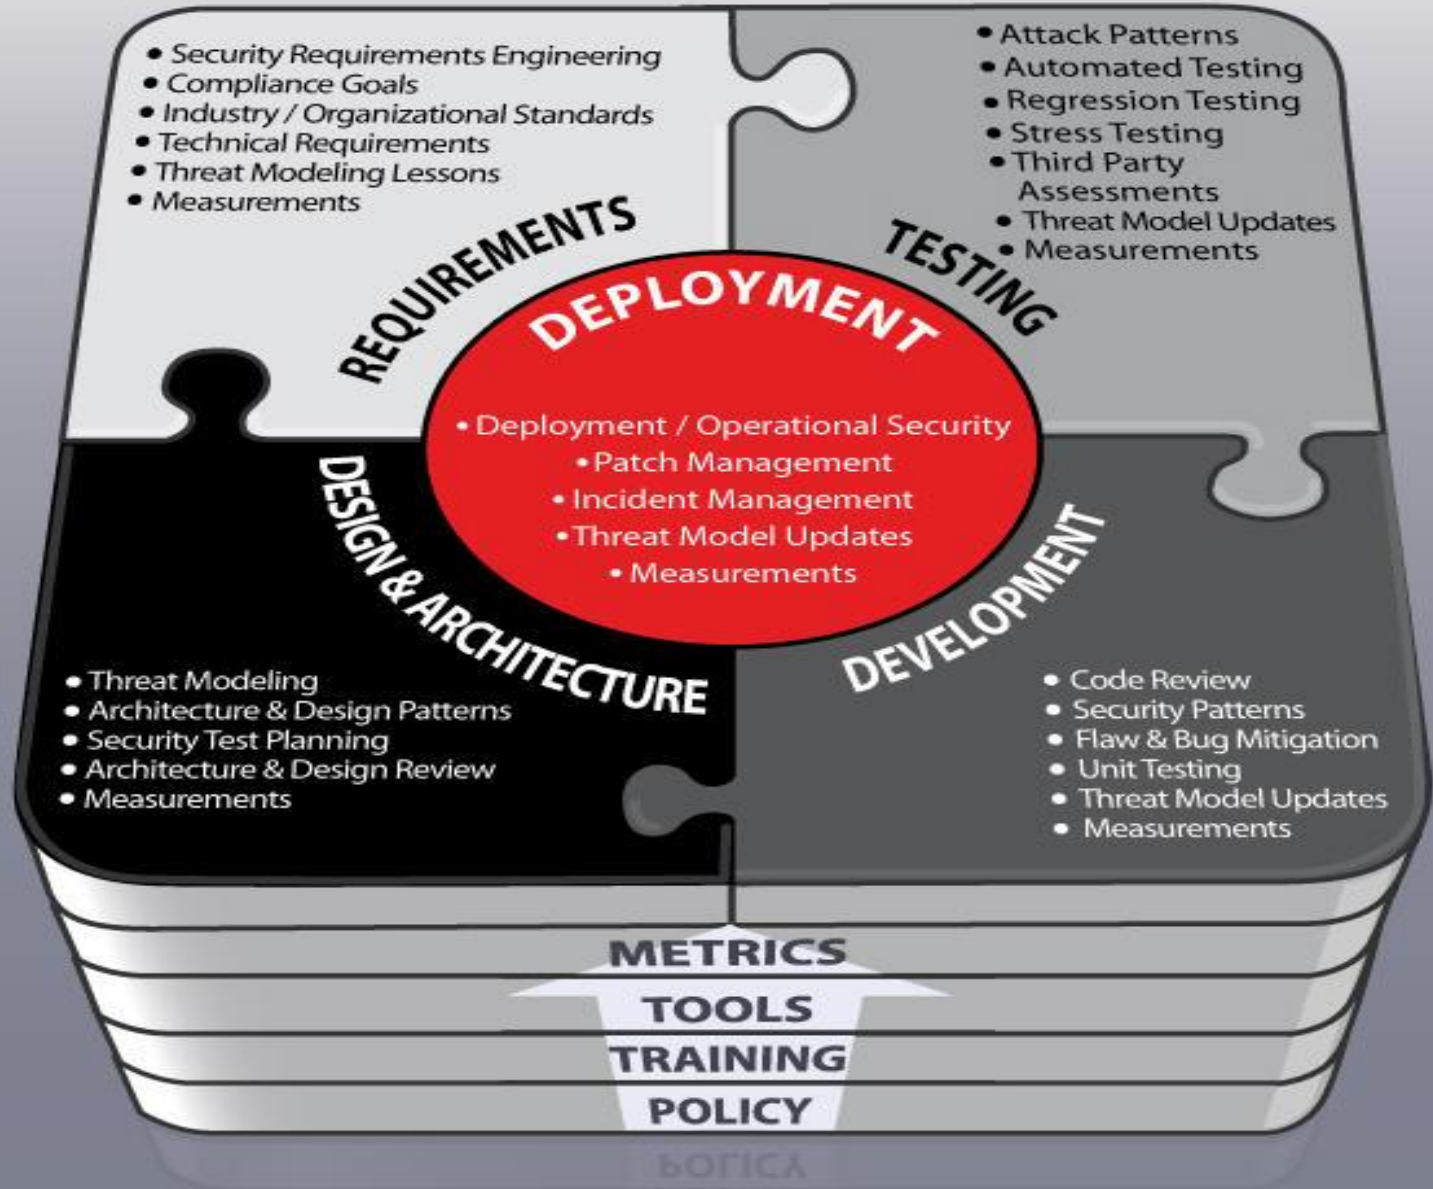 • Security Requirements Engineering
• Compliance Goals
• Industry / Organizational Standards
• Technical Requirements
• Threat Modeling Lessons
• Measurements
REQUIREMENTS
• Attack Patterns
• Automated Testing
• Regression Testing
• Stress Testing
• Third Party
Assessments
• Threat Model Updates
• Measurements
TESTING
DEPLOYMENT
• Deployment / Operational Security
• Patch Management
• Incident Management
• Threat Model Updates
• Measurements
DESIGN & ARCHITECTURE
• Threat Modeling
• Architecture & Design Patterns
• Security Test Planning
• Architecture & Design Review
• Measurements
DEVELOPMENT
• Code Review
• Security Patterns
• Flaw & Bug Mitigation
• Unit Testing
• Threat Model Updates
• Measurements
METRICS
TOOLS
TRAINING
POLICY
POLICY